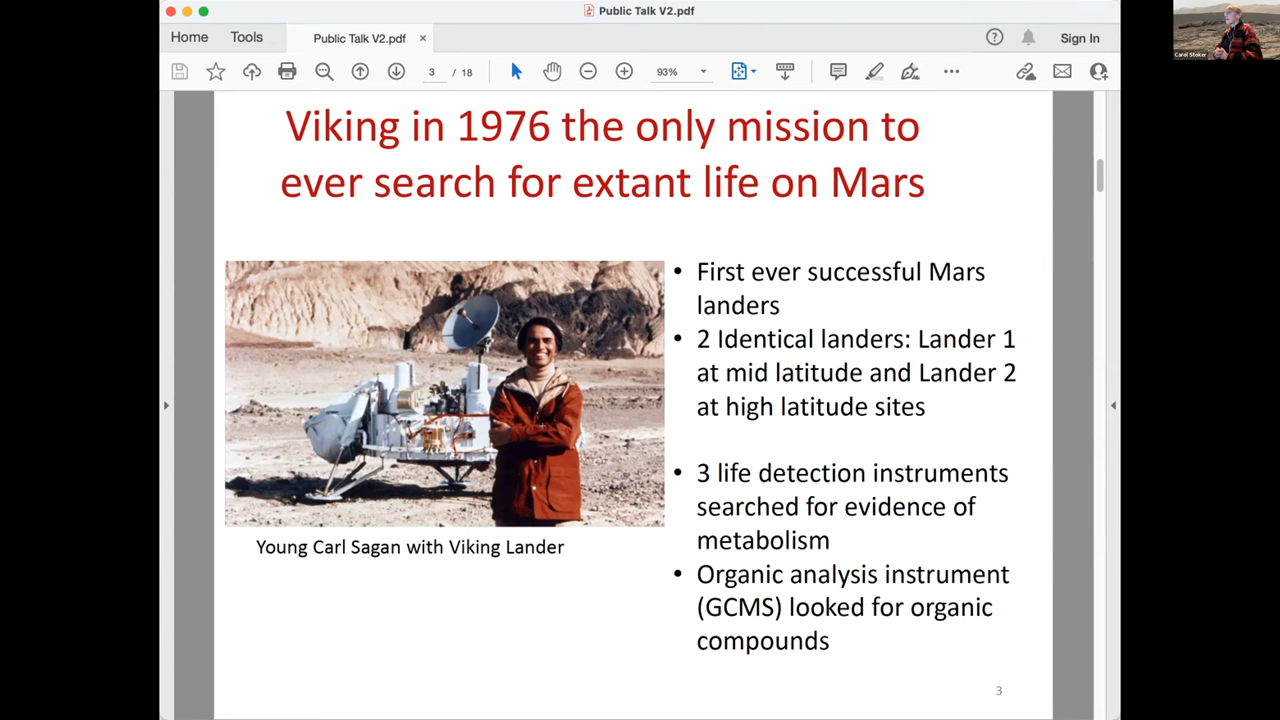 Public Talk V2.pdf
Carol Stoker
Home
Tools
Public Talk V2.pdf ×
Sign In
3 / 18
93%
Viking in 1976 the only mission to
ever search for extant life on Mars
• First ever successful Mars
landers
• 2 Identical landers: Lander 1
at mid latitude and Lander 2
at high latitude sites
• 3 life detection instruments
searched for evidence of
metabolism
• Organic analysis instrument
(GCMS) looked for organic
compounds
Young Carl Sagan with Viking Lander
3